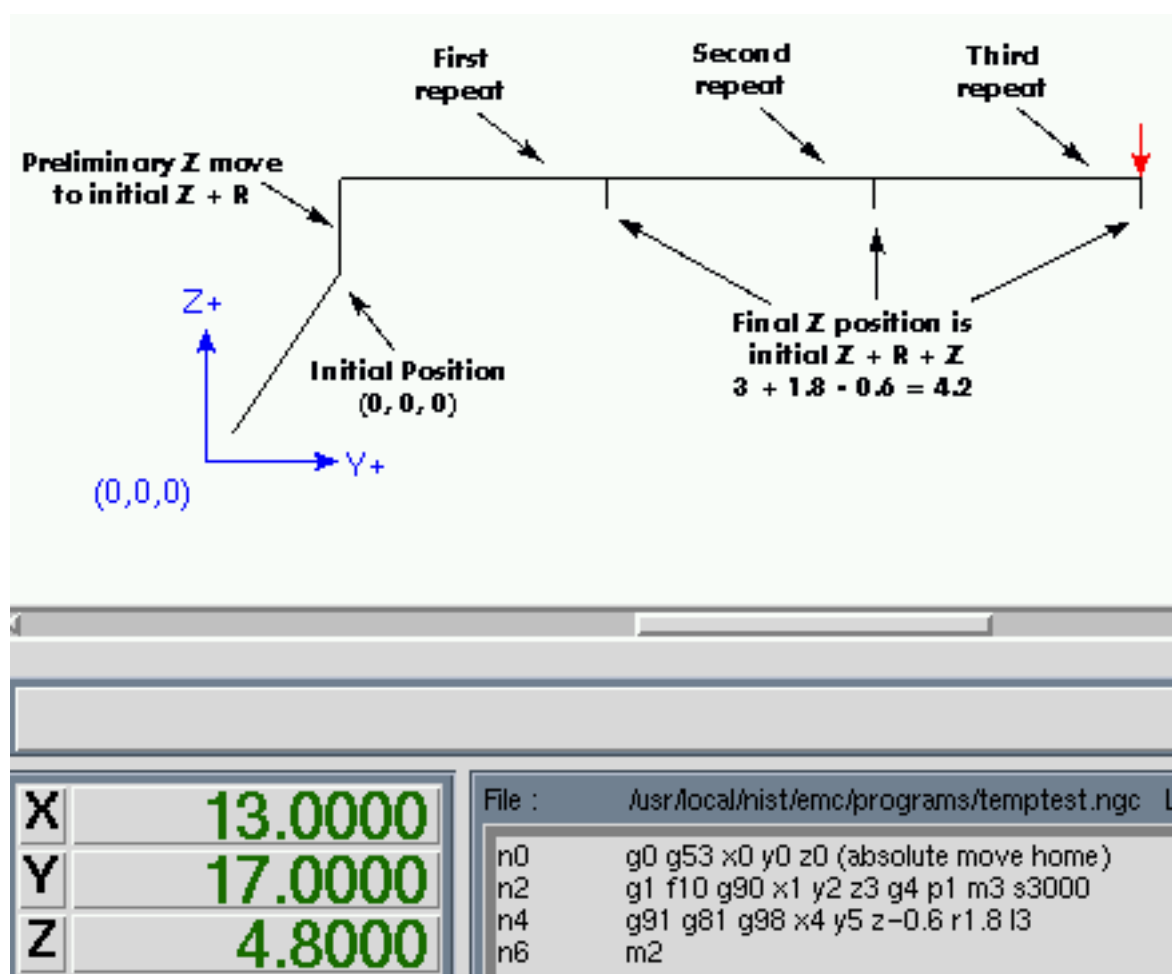 First
repeat
Second
repeat
Third
repeat
Preliminary Z move
to initial Z + R
Z+
Initial Position
(0, 0, 0)
Final Z position is
initial Z + R + Z
3 + 1.8 - 0.6 = 4.2
Y+
(0,0,0)
X 13.0000
Y 17.0000
Z 4.8000
File : /usr/local/nist/emc/programs/temptest.ngc L
n0 g0 g53 x0 y0 z0 (absolute move home)
n2 g1 f10 g90 x1 y2 z3 g4 p1 m3 s3000
n4 g91 g81 g98 x4 y5 z-0.6 r1.8 l3
n6 m2